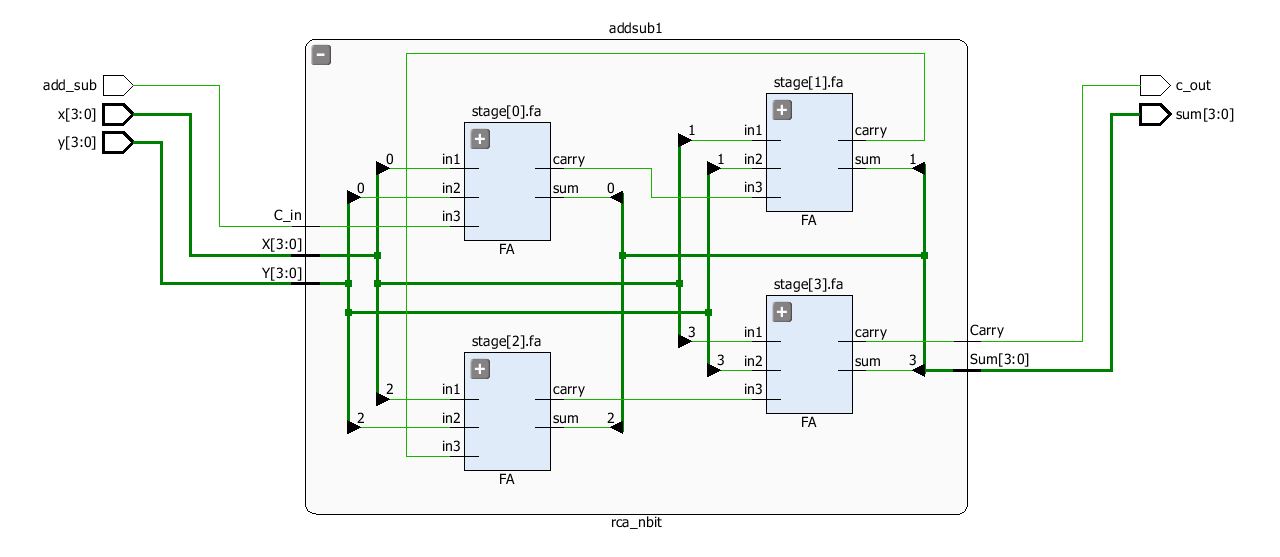 addsub1
add_sub
x[3:0]
y[3:0]
C_in
X[3:0]
Y[3:0]
stage[0].fa
0 in1 carry
0 in2 sum 0
in3
FA
stage[1].fa
1 in1 carry
1 in2 sum 1
in3
FA
stage[2].fa
2 in1 carry
2 in2 sum 2
in3
FA
stage[3].fa
3 in1 carry
3 in2 sum 3
in3
FA
Carry
Sum[3:0]
c_out
sum[3:0]
rca_nbit